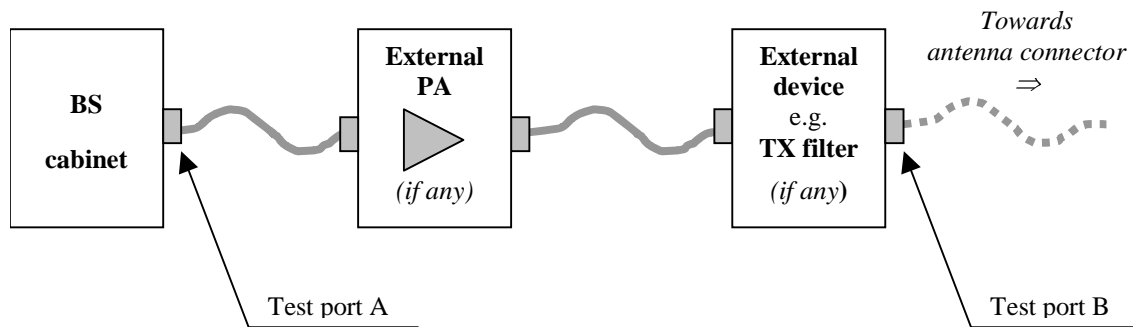 BS
cabinet
External
PA
(if any)
External
device
e.g.
TX filter
(if any)
Towards
antenna connector
⇒
Test port A
Test port B